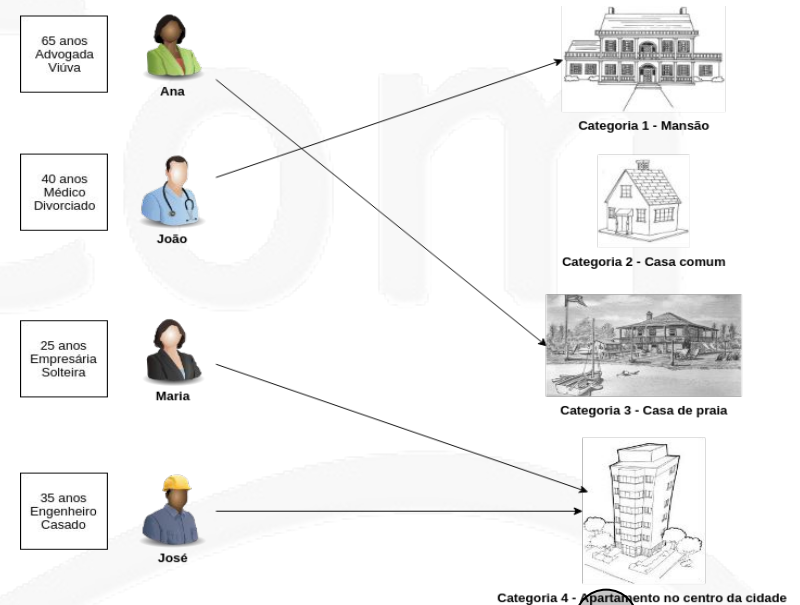 65 anos
Advogada
Viúva
Ana
Categoria 1 - Mansão
40 anos
Médico
Divorciado
João
Categoria 2 - Casa comum
25 anos
Empresária
Solteira
Maria
Categoria 3 - Casa de praia
35 anos
Engenheiro
Casado
José
Categoria 4 - Apartamento no centro da cidade